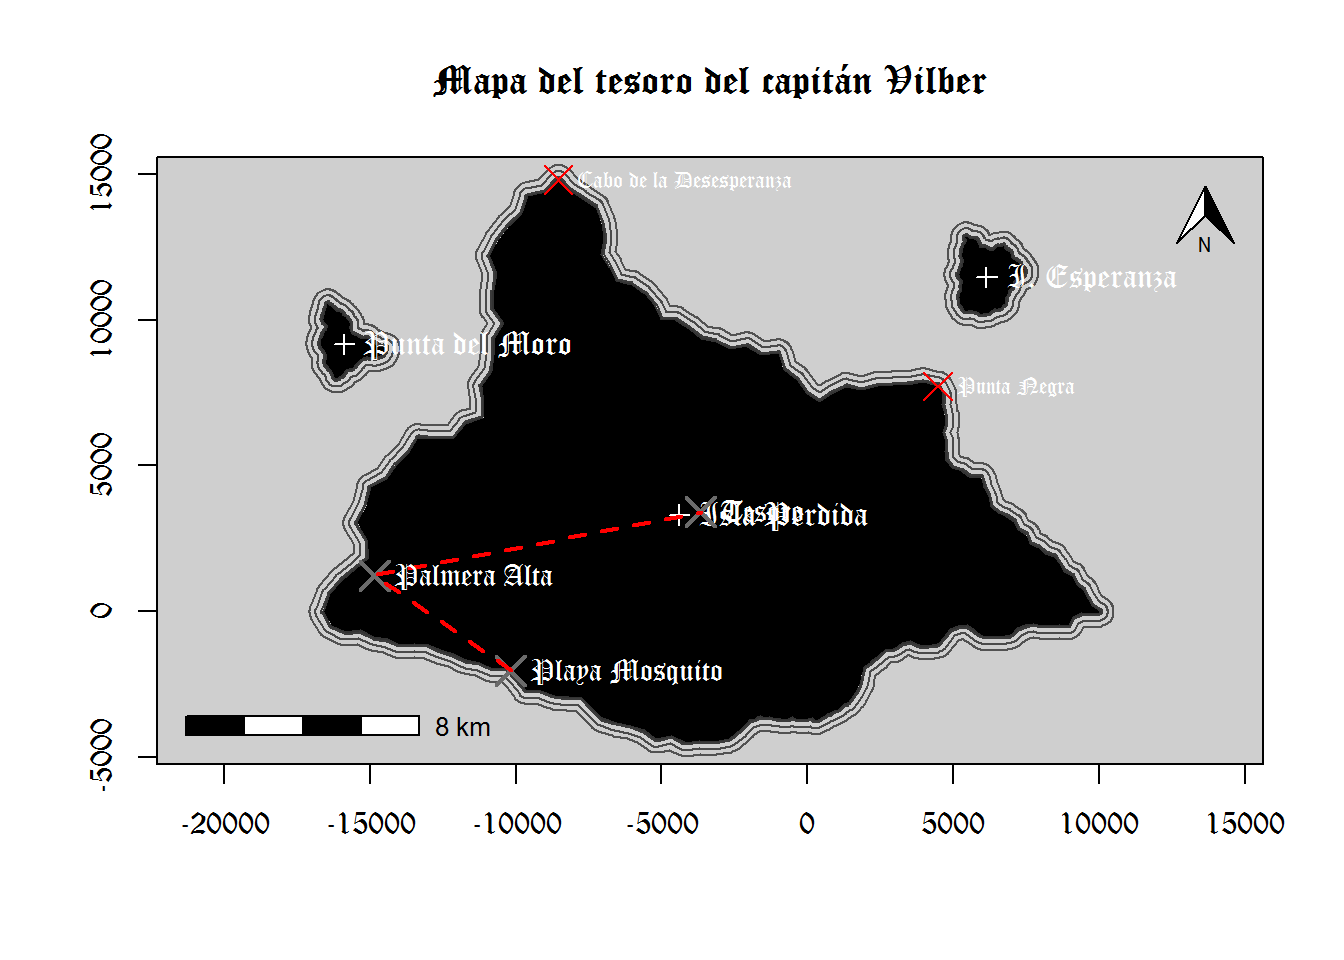 Mapa del tesoro del capitán Vilber
15000
10000
5000
0
-5000
Cabo de la Desesperanza
N
I. Esperanza
Punta del Moro
Punta Negra
Tesoro
Isla Perdida
Palmera Alta
Playa Mosquito
8 km
-20000 -15000 -10000 -5000 0 5000 10000 15000